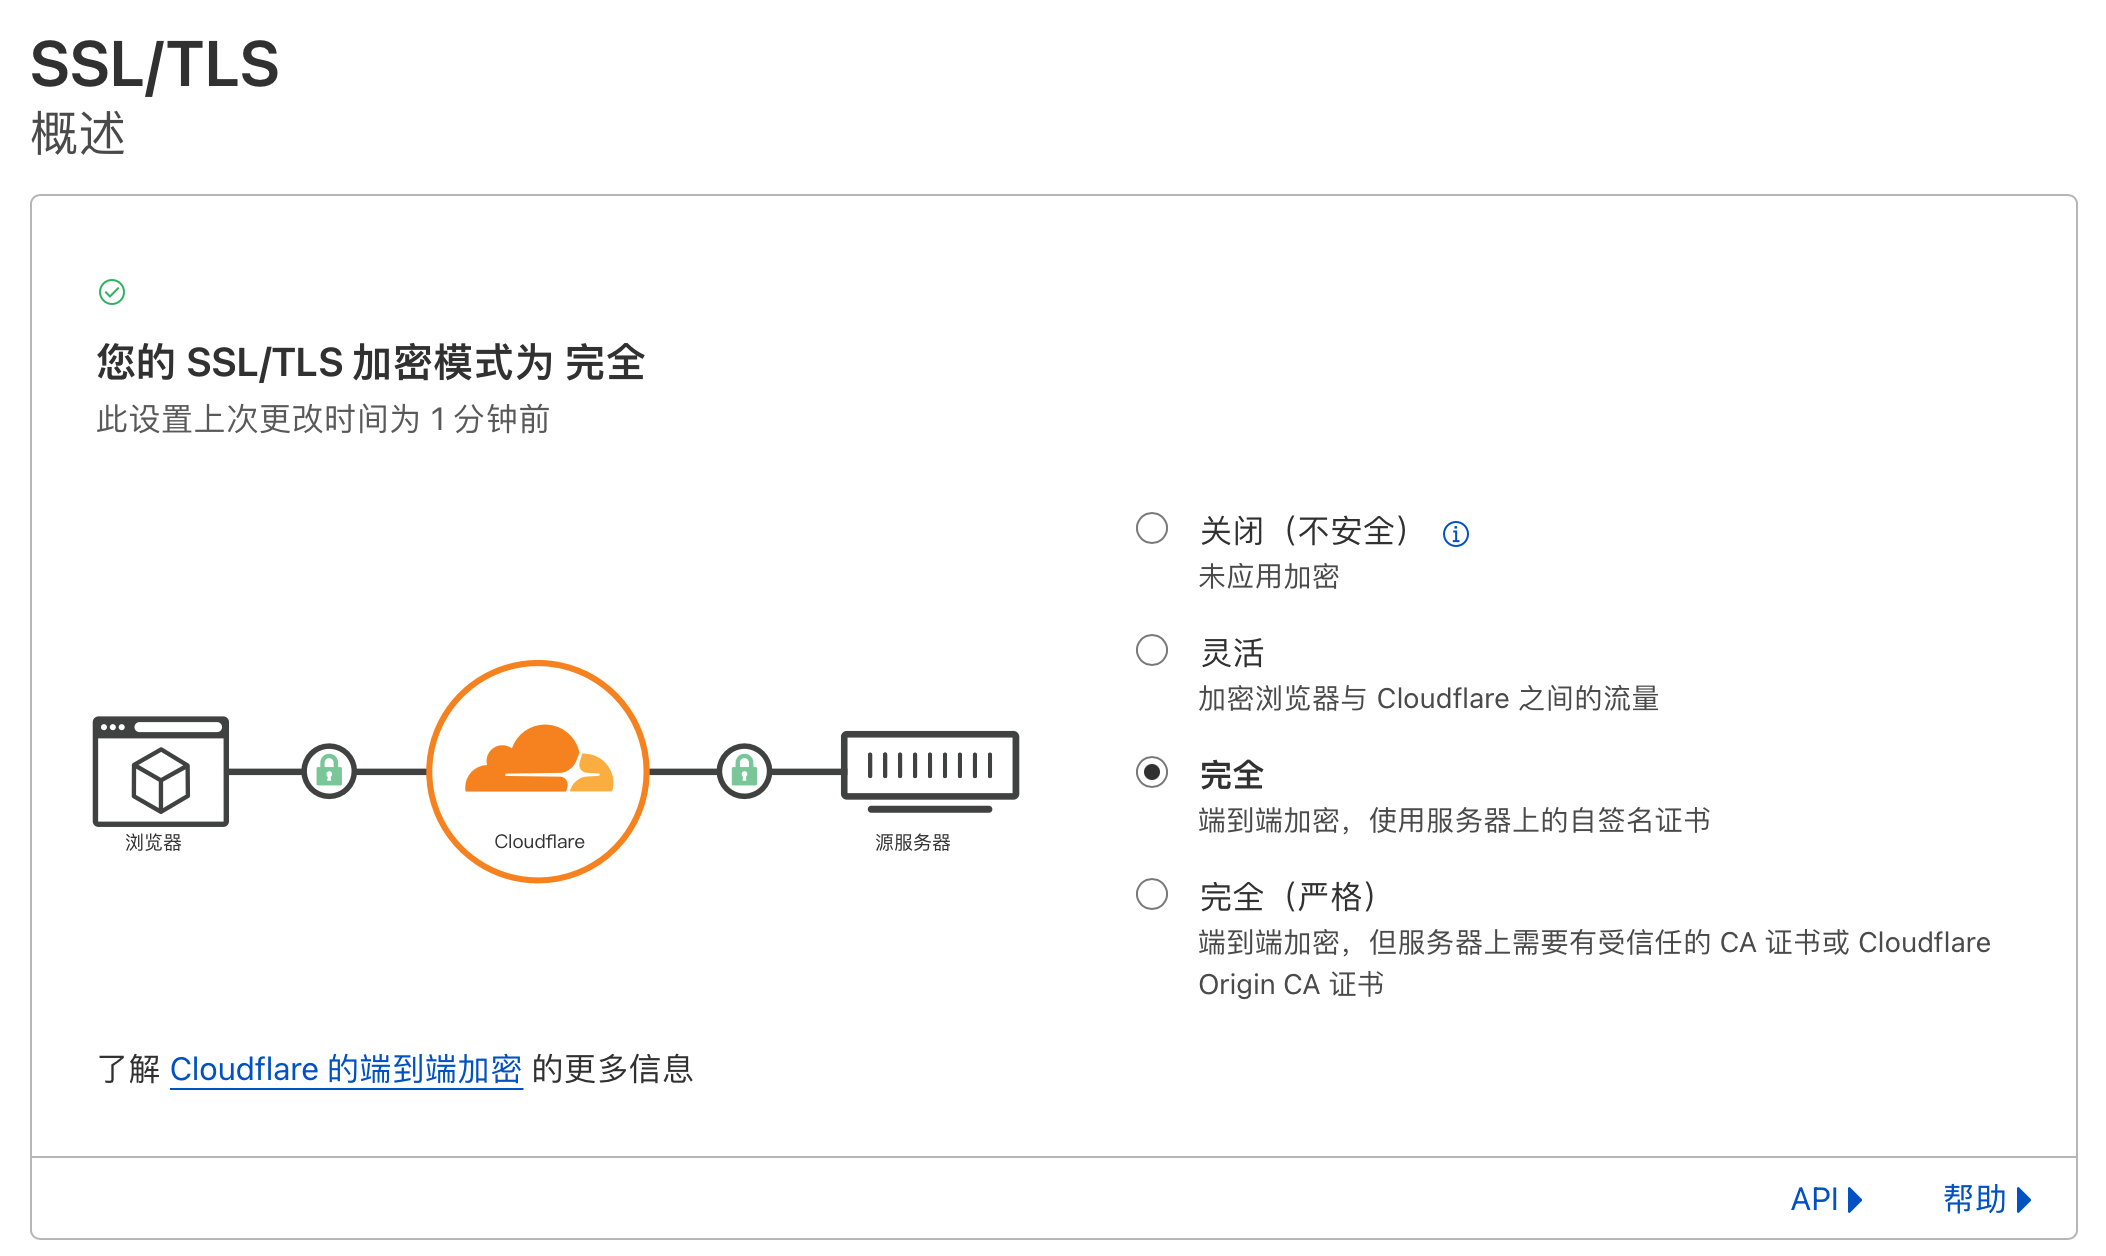 SSL/TLS
概述
您的 SSL/TLS 加密模式为 完全
此设置上次更改时间为 1 分钟前
浏览器
Cloudflare
源服务器
关闭（不安全）
未应用加密
灵活
加密浏览器与 Cloudflare 之间的流量
完全
端到端加密，使用服务器上的自签名证书
完全（严格）
端到端加密，但服务器上需要有受信任的 CA 证书或 Cloudflare
Origin CA 证书
了解 Cloudflare 的端到端加密 的更多信息
API
帮助